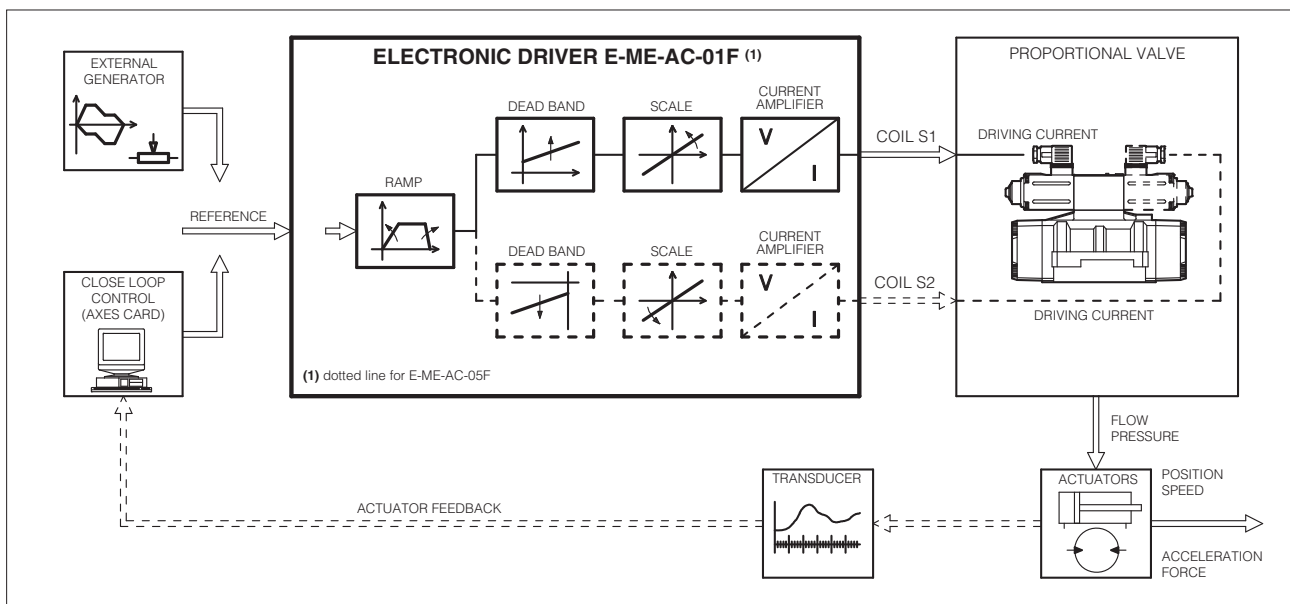 EXTERNAL
GENERATOR
ELECTRONIC DRIVER E-ME-AC-01F (1)
PROPORTIONAL VALVE
DEAD BAND
SCALE
CURRENT
AMPLIFIER
V
I
COIL S1
DRIVING CURRENT
RAMP
REFERENCE
DEAD BAND
SCALE
CURRENT
AMPLIFIER
V
I
COIL S2
DRIVING CURRENT
CLOSE LOOP
CONTROL
(AXES CARD)
(1) dotted line for E-ME-AC-05F
FLOW
PRESSURE
TRANSDUCER
ACTUATORS
POSITION
SPEED
ACTUATOR FEEDBACK
ACCELERATION
FORCE